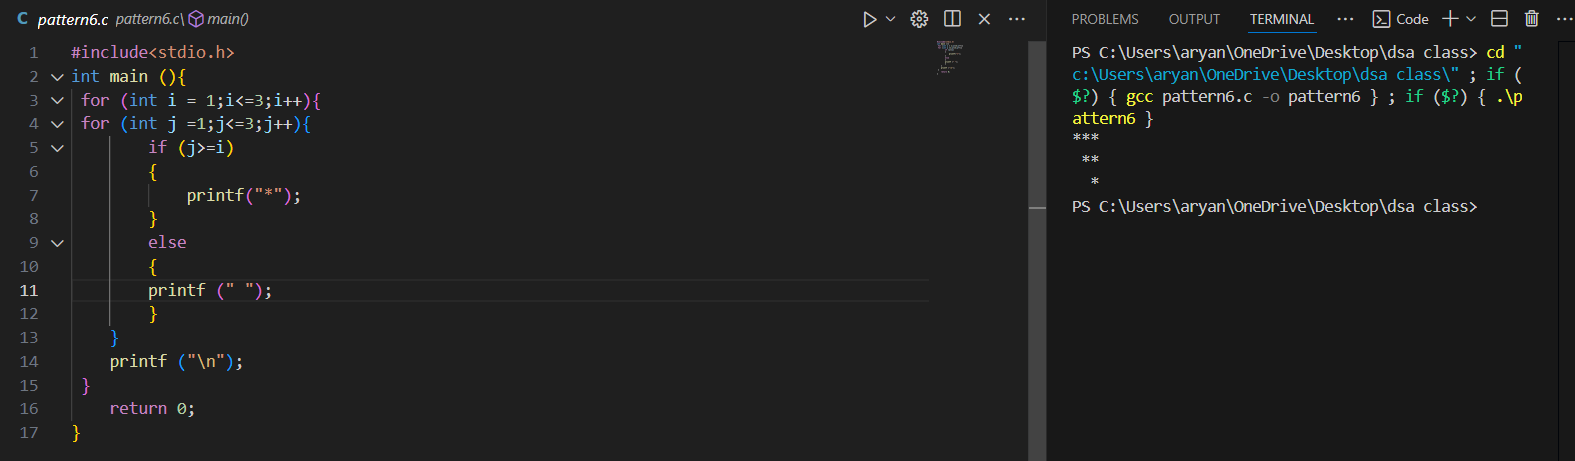 C pattern6.c pattern6.c\ main()
1 #include<stdio.h>
2 int main (){
3 for (int i = 1;i<=3;i++){
4 for (int j =1;j<=3;j++){
5 if (j>=i)
6 {
7 printf("*");
8 }
9 else
10 {
11 printf (" ");
12 }
13 }
14 printf ("\n");
15 }
16 return 0;
17 }
PROBLEMS OUTPUT TERMINAL ··· Code ···
PS C:\Users\aryan\OneDrive\Desktop\dsa class> cd "
c:\Users\aryan\OneDrive\Desktop\dsa class\" ; if (
$?) { gcc pattern6.c -o pattern6 } ; if ($?) { .\p
attern6 }
***
 **
  *
PS C:\Users\aryan\OneDrive\Desktop\dsa class>